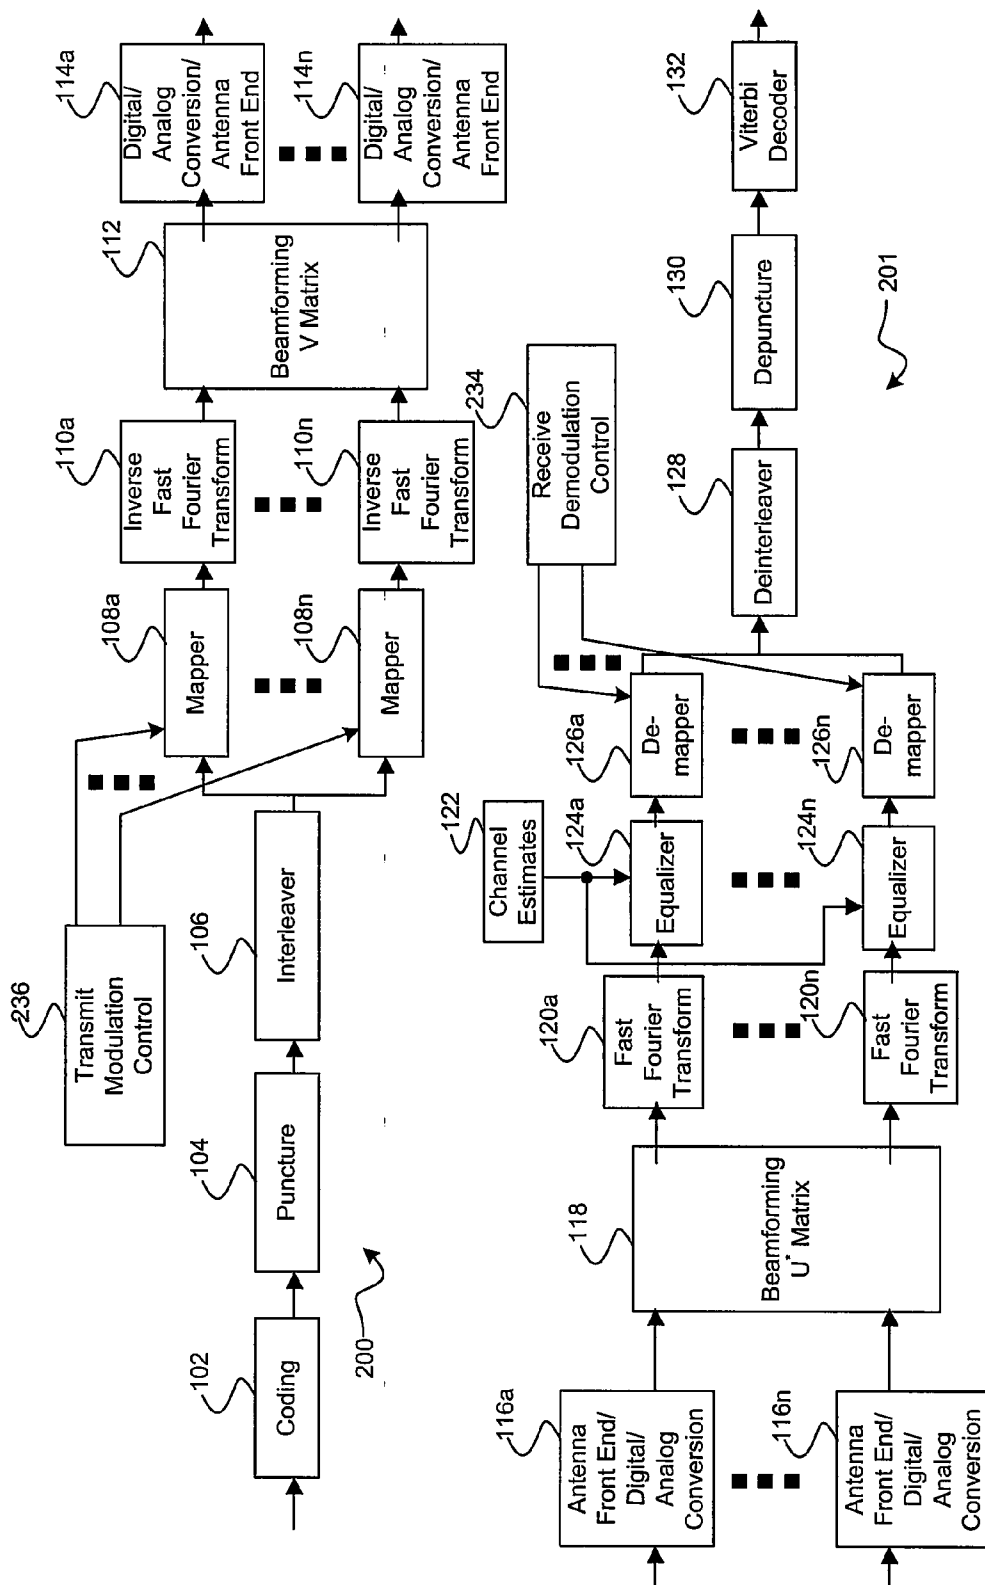 200
102
Coding
104
Puncture
106
Interleaver
236
Transmit
Modulation
Control
108a
Mapper
108n
Mapper
110a
Inverse
Fast
Fourier
Transform
110n
Inverse
Fast
Fourier
Transform
112
Beamforming
V Matrix
114a
Digital/
Analog
Conversion/
Antenna
Front End
114n
Digital/
Analog
Conversion/
Antenna
Front End
201
116a
Antenna
Front End/
Digital/
Analog
Conversion
116n
Antenna
Front End/
Digital/
Analog
Conversion
118
Beamforming
U* Matrix
120a
Fast
Fourier
Transform
120n
Fast
Fourier
Transform
122
Channel
Estimates
124a
Equalizer
124n
Equalizer
126a
De-
mapper
126n
De-
mapper
234
Receive
Demodulation
Control
128
Deinterleaver
130
Depuncture
132
Viterbi
Decoder